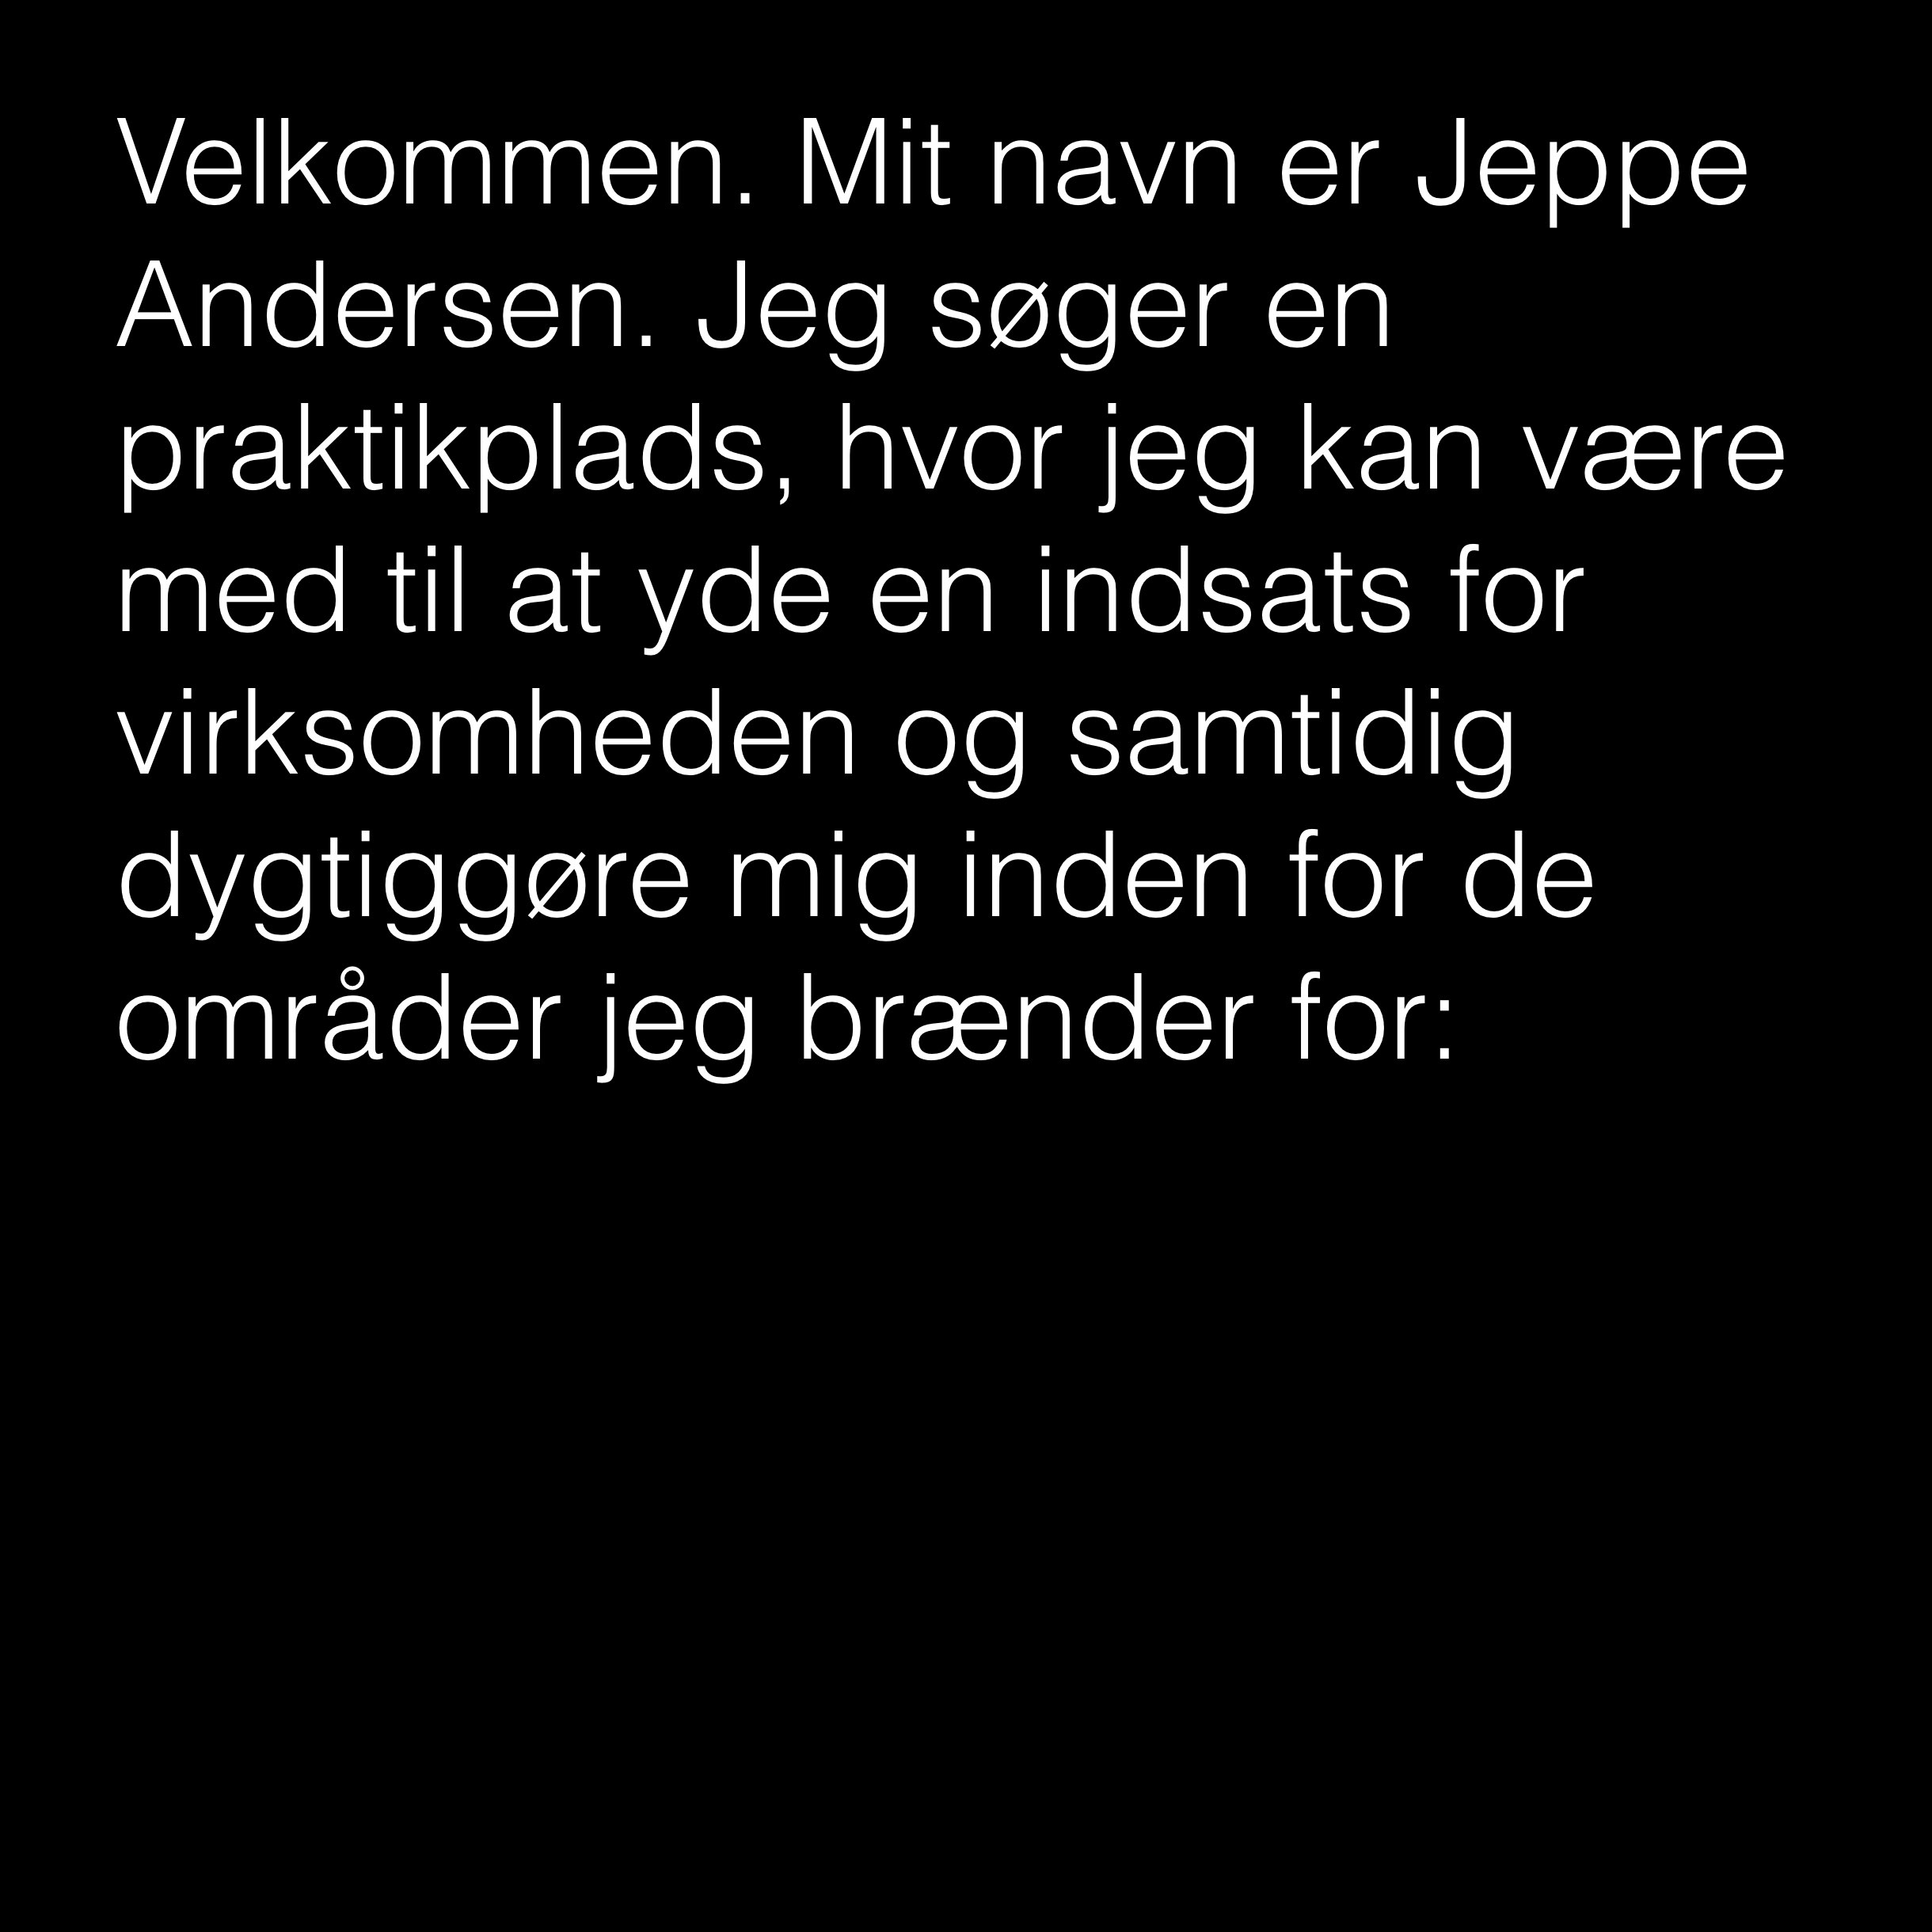 Velkommen. Mit navn er Jeppe
Andersen. Jeg søger en
praktikplads, hvor jeg kan være
med til at yde en indsats for
virksomheden og samtidig
dygtiggøre mig inden for de
områder jeg brænder for: